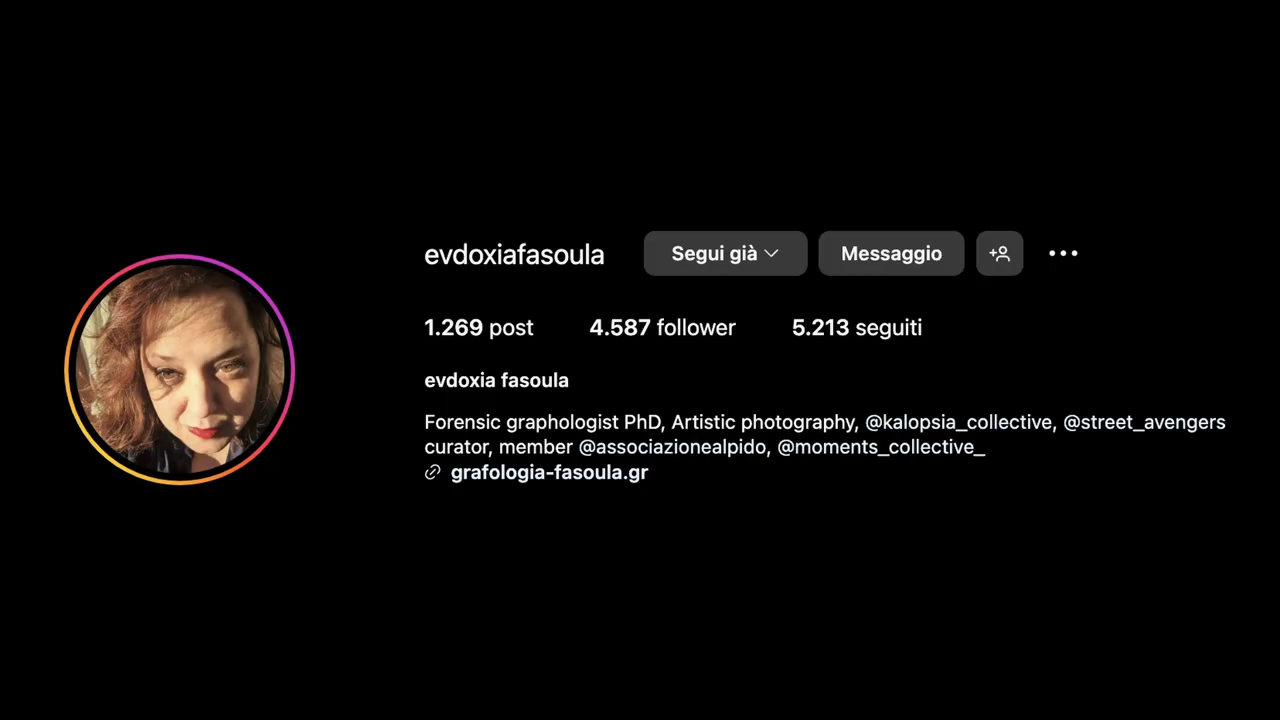 evdoxiafasoula Segui già Messaggio
1.269 post 4.587 follower 5.213 seguiti
evdoxia fasoula
Forensic graphologist PhD, Artistic photography, @kalopsia_collective, @street_avengers
curator, member @associazionealpido, @moments_collective_
grafologia-fasoula.gr